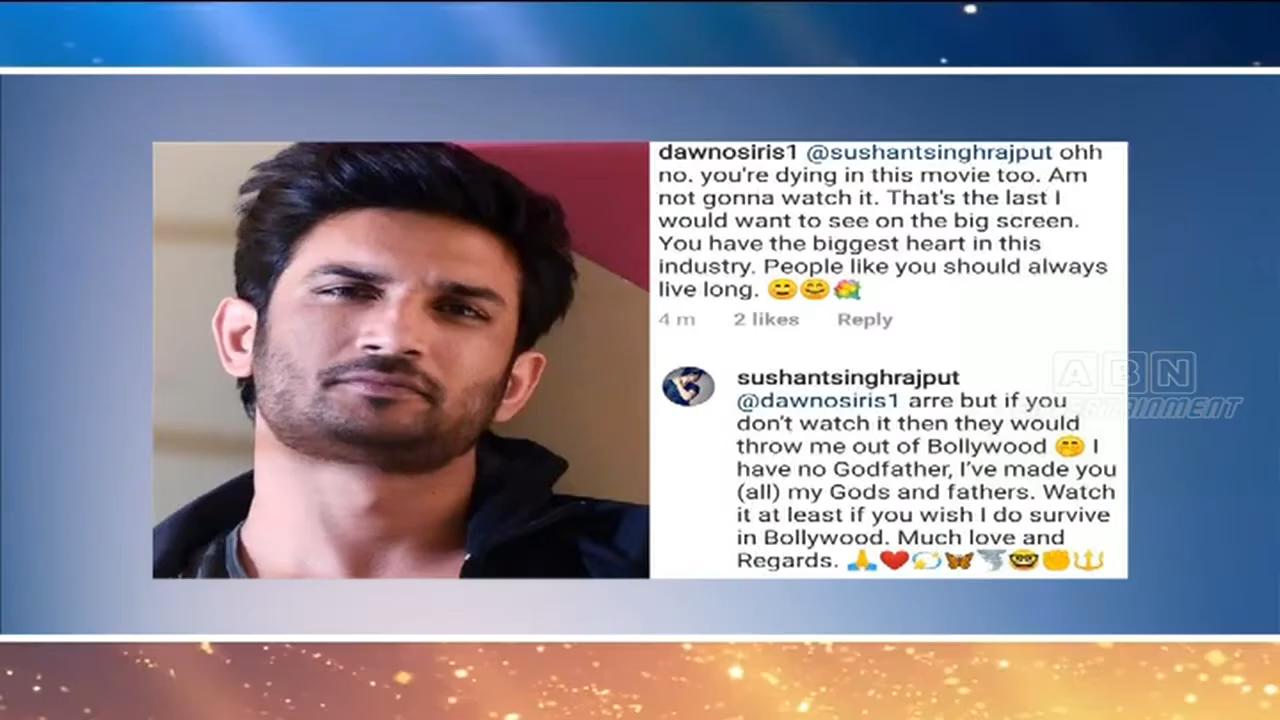 dawnosiris1 @sushantsinghrajput ohh
no. you're dying in this movie too. Am
not gonna watch it. That's the last I
would want to see on the big screen.
You have the biggest heart in this
industry. People like you should always
live long. 😊😄💐
4 m 2 likes Reply
sushantsinghrajput
@dawnosiris1 arre but if you
don't watch it then they would
throw me out of Bollywood 🤭 I
have no Godfather, I've made you
(all) my Gods and fathers. Watch
it at least if you wish I do survive
in Bollywood. Much love and
Regards. 🙏❤️💫🦋🌪️🤓✊🔱
ABN
ENTERTAINMENT